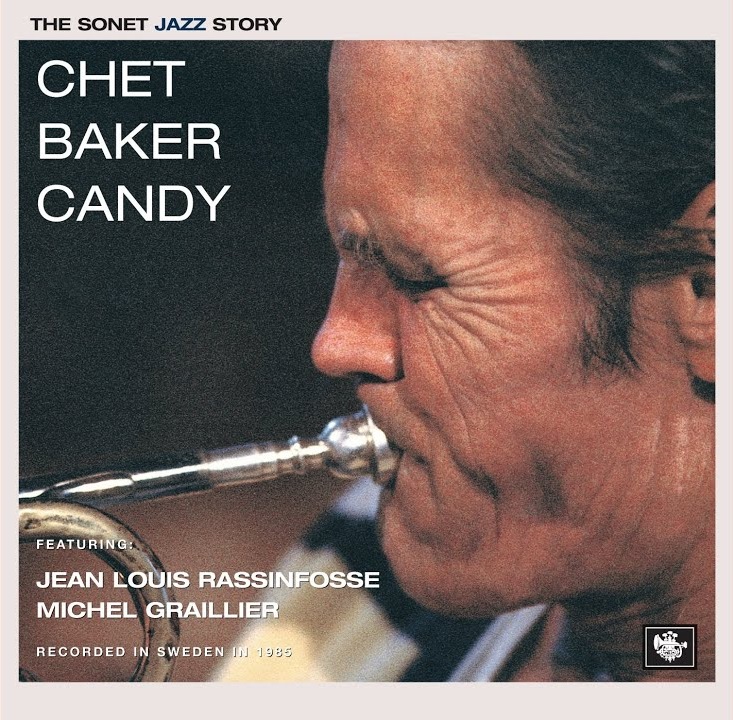 THE SONET JAZZ STORY
CHET
BAKER
CANDY
FEATURING:
JEAN LOUIS RASSINFOSSE
MICHEL GRAILLIER
RECORDED IN SWEDEN IN 1985